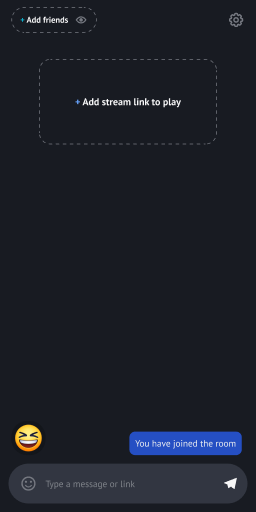 + Add friends
+ Add stream link to play
You have joined the room
Type a message or link